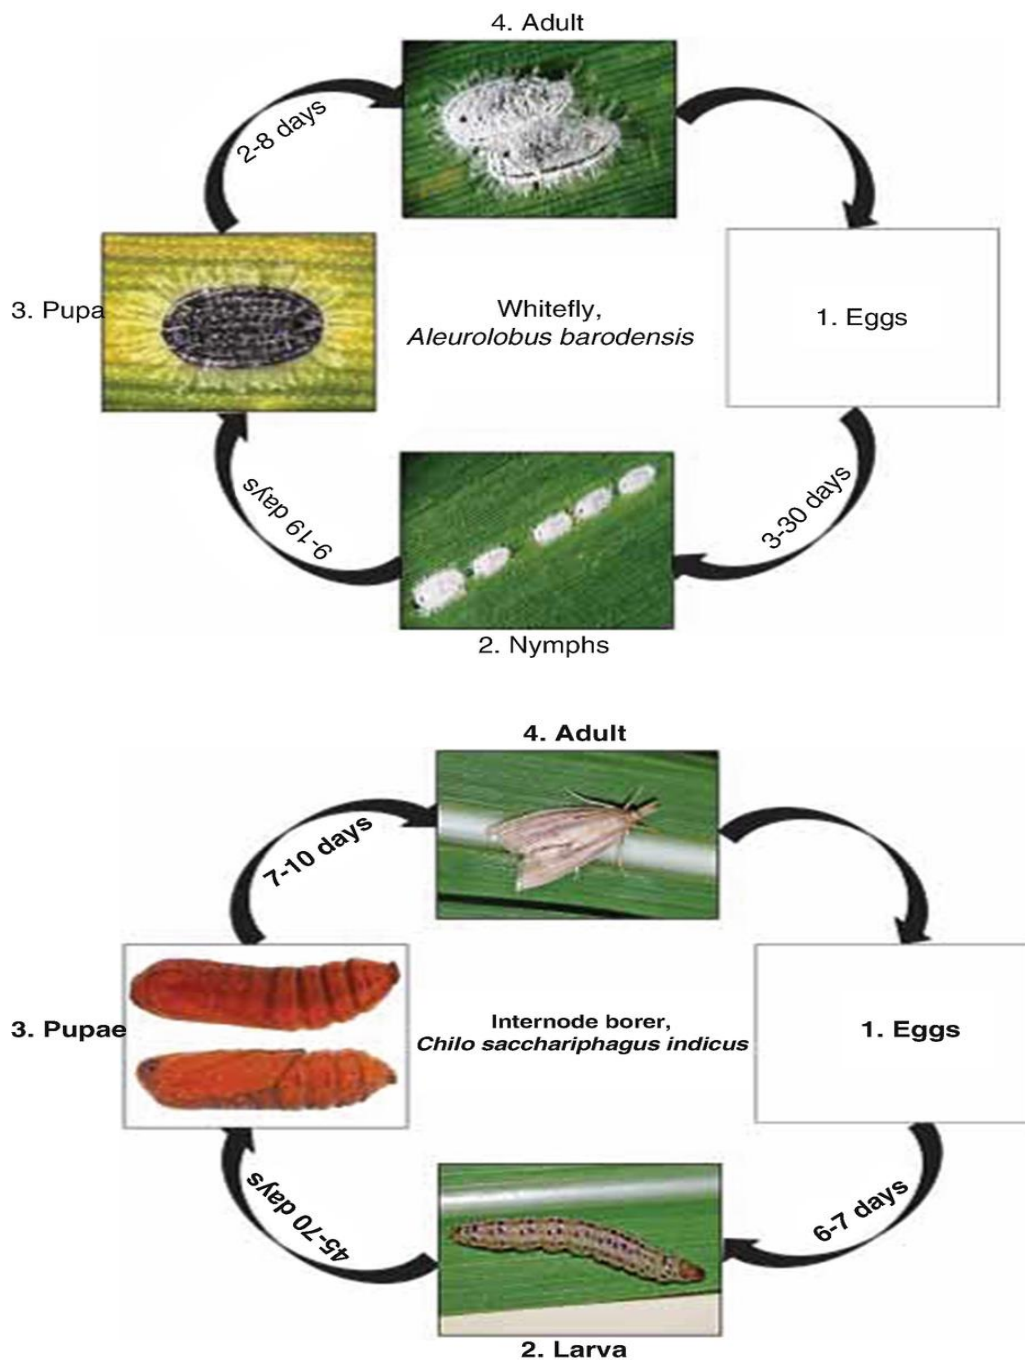 4. Adult
2-8 days
3. Pupa
Whitefly,
Aleurolobus barodensis
1. Eggs
9-19 days
3-30 days
2. Nymphs
4. Adult
7-10 days
3. Pupae
Internode borer,
Chilo sacchariphagus indicus
1. Eggs
45-70 days
6-7 days
2. Larva